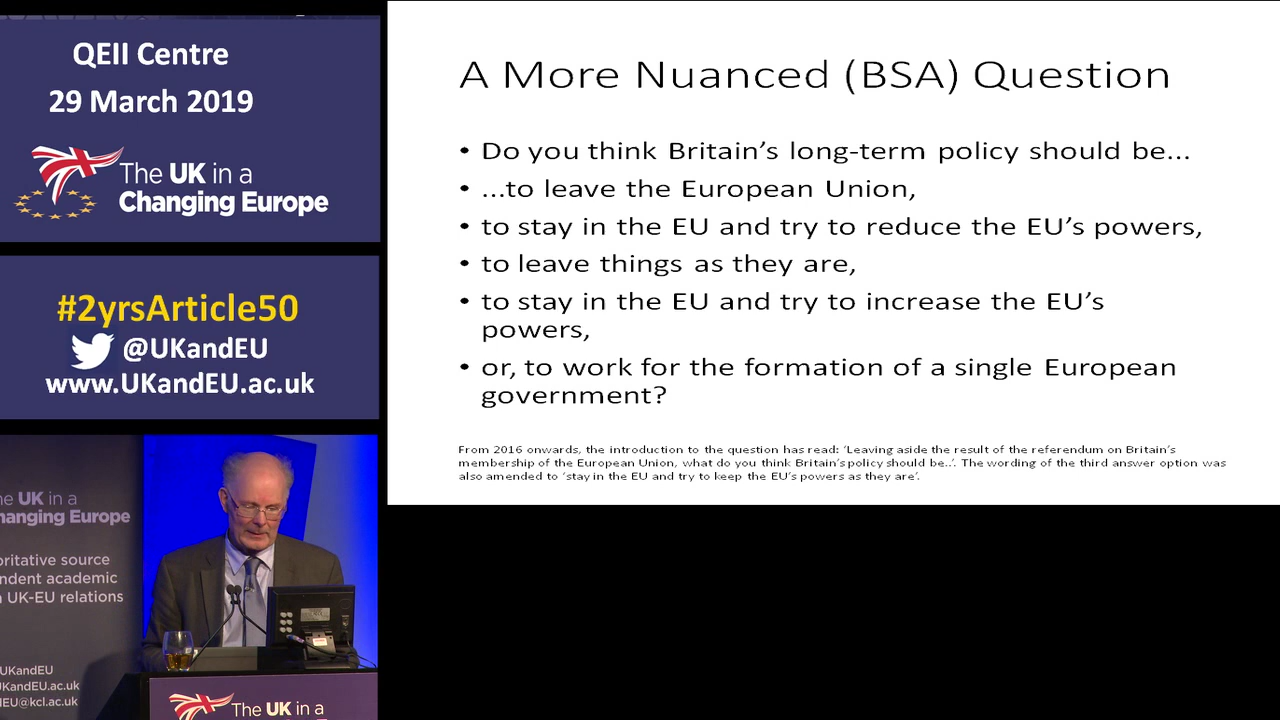 QEII Centre
29 March 2019
The UK in a
Changing Europe
#2yrsArticle50
@UKandEU
www.UKandEU.ac.uk
A More Nuanced (BSA) Question
• Do you think Britain's long-term policy should be...
• ...to leave the European Union,
• to stay in the EU and try to reduce the EU's powers,
• to leave things as they are,
• to stay in the EU and try to increase the EU's
powers,
• or, to work for the formation of a single European
government?
From 2016 onwards, the introduction to the question has read: 'Leaving aside the result of the referendum on Britain's
membership of the European Union, what do you think Britain's policy should be..'. The wording of the third answer option was
also amended to 'stay in the EU and try to keep the EU's powers as they are'.
he UK in a
hanging Europe
oritative source
ndent academic
UK-EU relations
UKandEU
UKandEU.ac.uk
EU@kcl.ac.uk
The UK in a